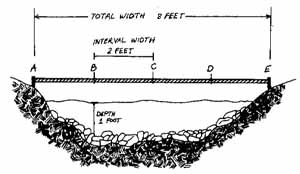 TOTAL WIDTH 8 FEET
INTERVAL WIDTH
2 FEET
A B C D E
DEPTH
1 FOOT